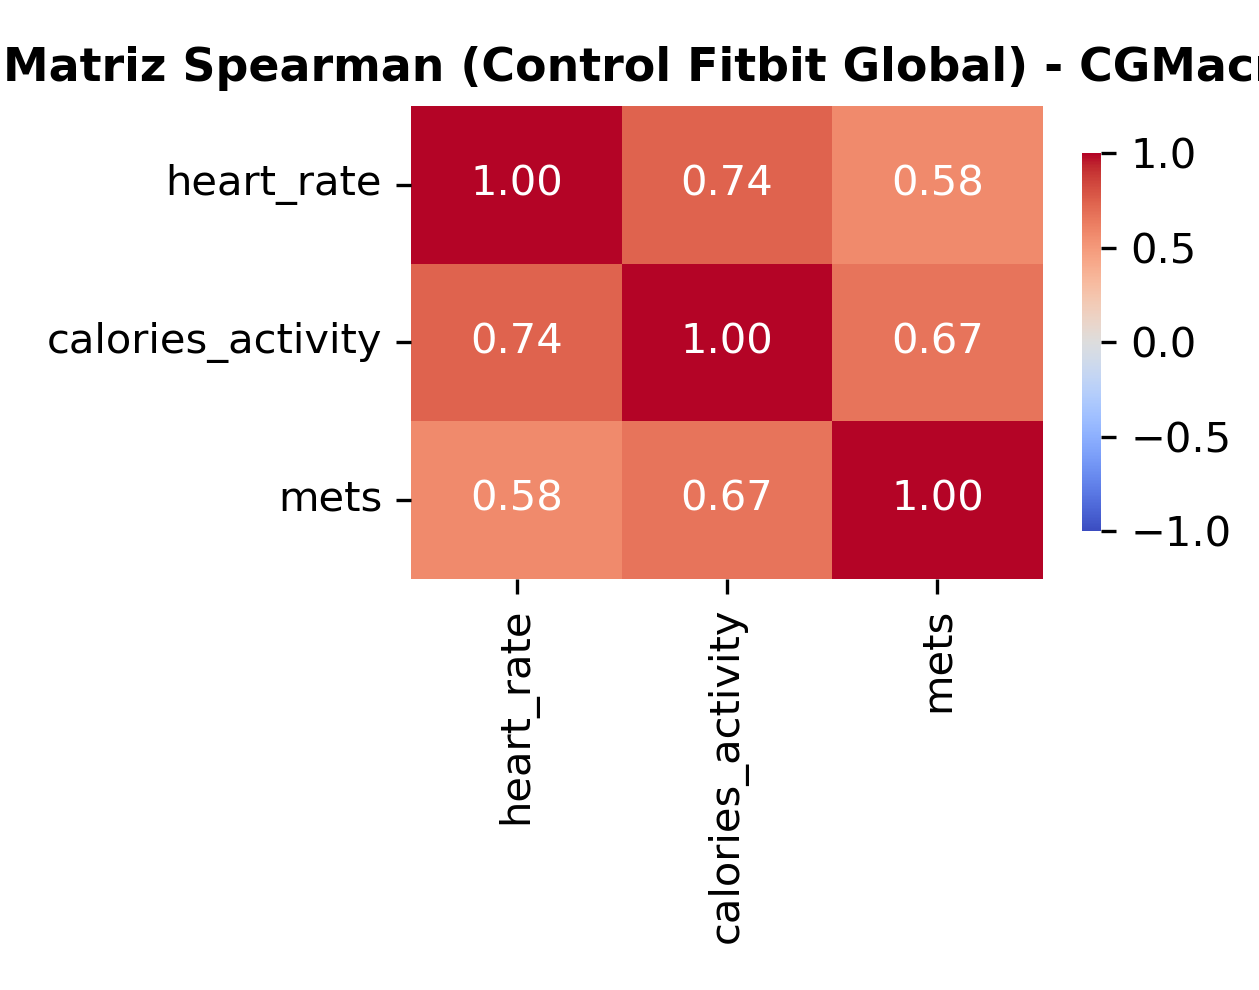 Matriz Spearman (Control Fitbit Global) - CGMacr
heart_rate 1.00 0.74 0.58
calories_activity 0.74 1.00 0.67
mets 0.58 0.67 1.00
heart_rate
calories_activity
mets
1.0
0.5
0.0
−0.5
−1.0